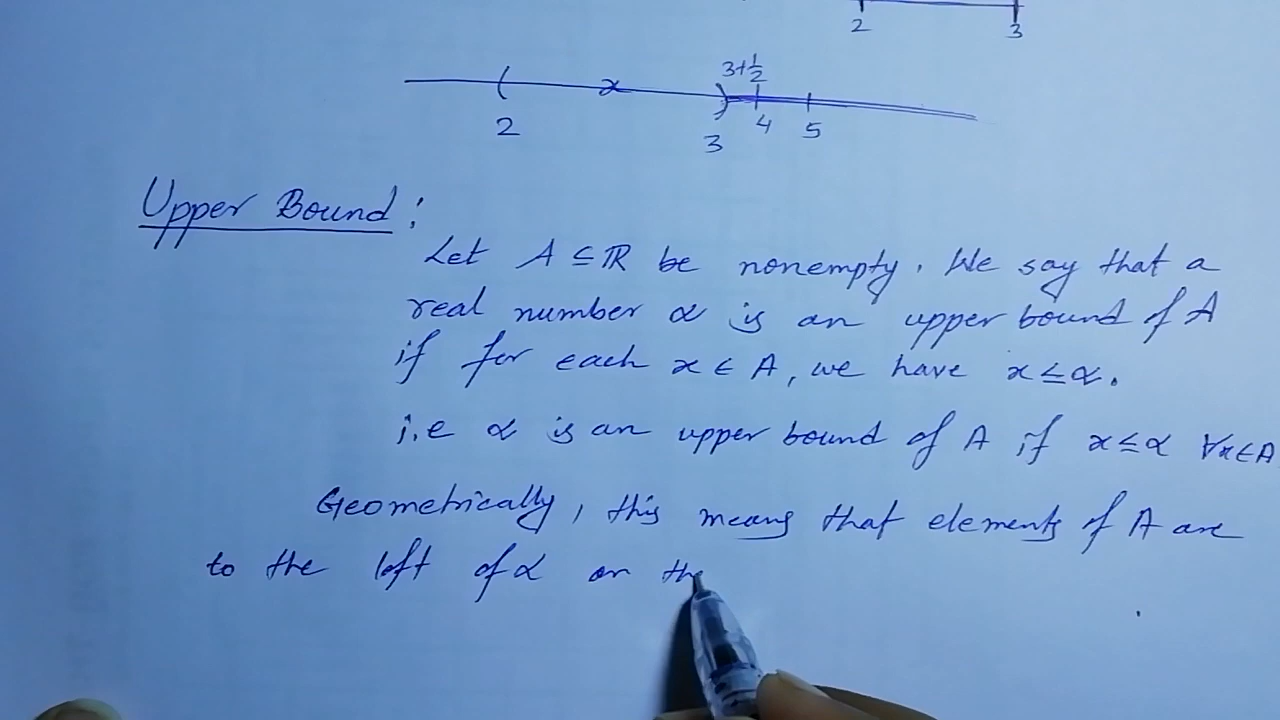 2 3
3+1/2
2 x 3 4 5
Upper Bound:
Let A ⊆ ℝ be nonempty. We say that a
real number α is an upper bound of A
if for each x ∈ A, we have x ≤ α.
i.e α is an upper bound of A if x ≤ α ∀x∈A
Geometrically, this means that elements of A are
to the left of α on the